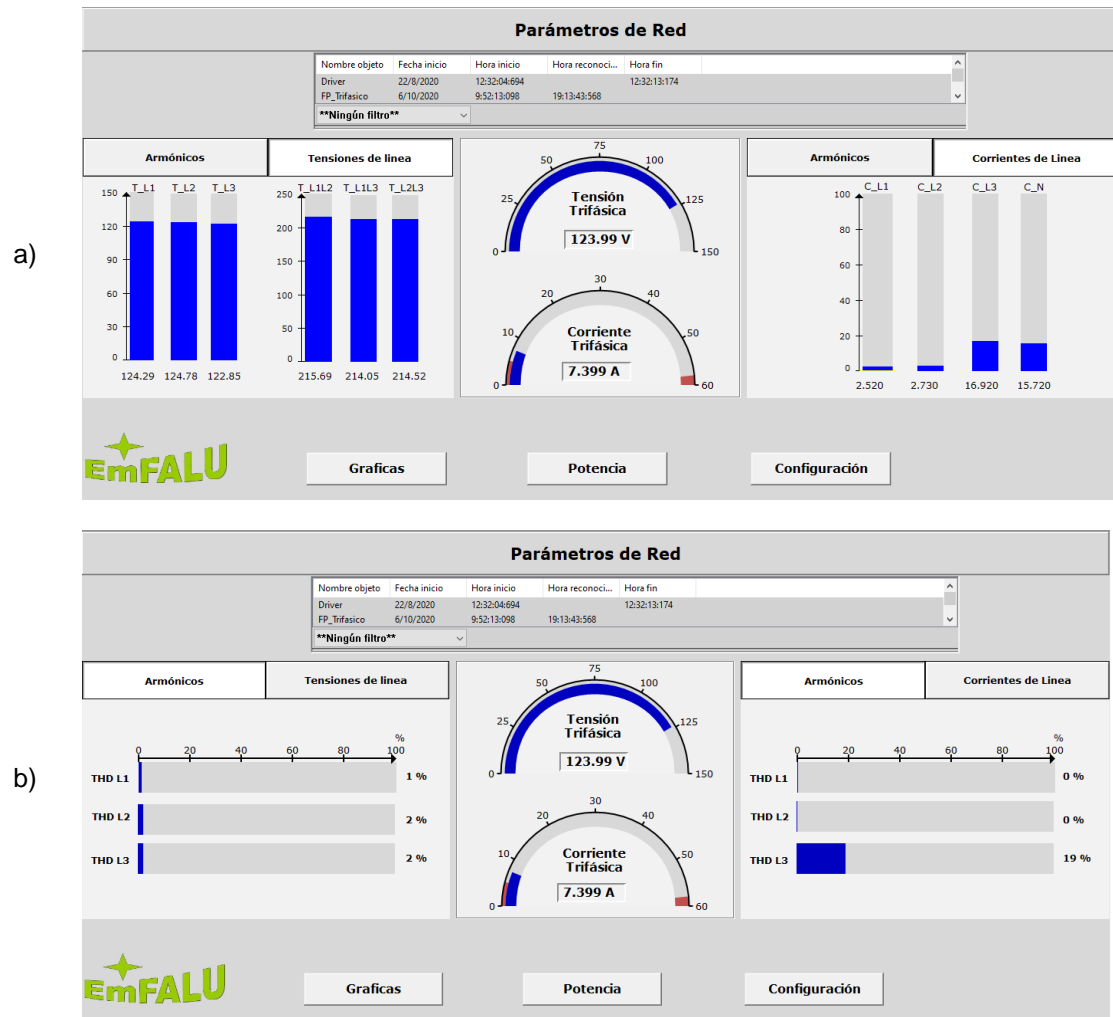 a)
Parámetros de Red
Nombre objeto Fecha inicio Hora inicio Hora reconoci... Hora fin
Driver 22/8/2020 12:32:04:694 12:32:13:174
FP_Trifasico 6/10/2020 9:52:13:098 19:13:43:568
**Ningún filtro**
Armónicos Tensiones de linea
T_L1 T_L2 T_L3 T_L1L2 T_L1L3 T_L2L3
150
120
90
60
30
0
250
200
150
100
50
0
124.29 124.78 122.85 215.69 214.05 214.52
0 25 50 75 100 125 150
Tensión
Trifásica
123.99 V
0 10 20 30 40 50 60
Corriente
Trifásica
7.399 A
Armónicos Corrientes de Linea
C_L1 C_L2 C_L3 C_N
100
80
60
40
20
0
2.520 2.730 16.920 15.720
EmFALU
Graficas Potencia Configuración
b)
Parámetros de Red
Nombre objeto Fecha inicio Hora inicio Hora reconoci... Hora fin
Driver 22/8/2020 12:32:04:694 12:32:13:174
FP_Trifasico 6/10/2020 9:52:13:098 19:13:43:568
**Ningún filtro**
Armónicos Tensiones de linea
%
0 20 40 60 80 100
THD L1 1 %
THD L2 2 %
THD L3 2 %
0 25 50 75 100 125 150
Tensión
Trifásica
123.99 V
0 10 20 30 40 50 60
Corriente
Trifásica
7.399 A
Armónicos Corrientes de Linea
%
0 20 40 60 80 100
THD L1 0 %
THD L2 0 %
THD L3 19 %
EmFALU
Graficas Potencia Configuración